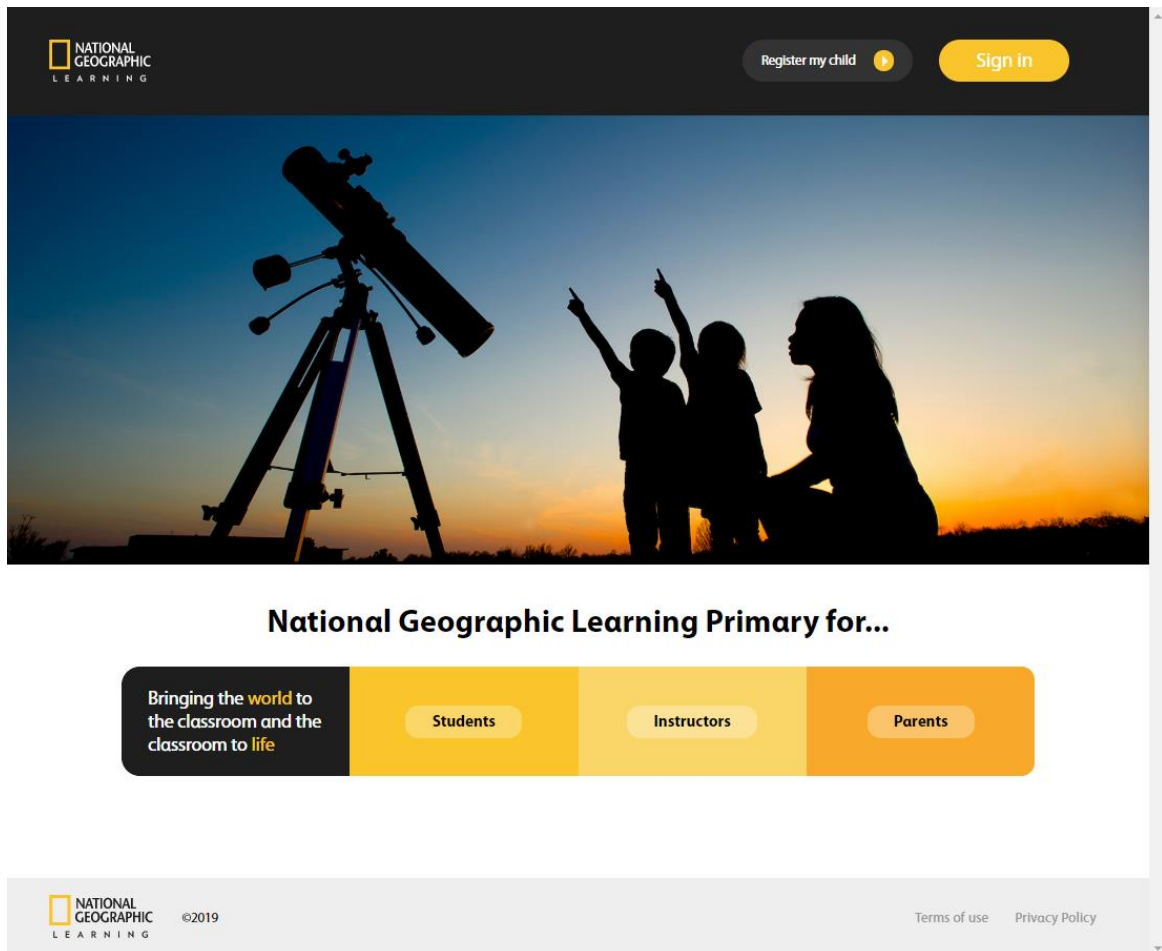 NATIONAL
GEOGRAPHIC
LEARNING
Register my child
Sign in
National Geographic Learning Primary for...
Bringing the world to
the classroom and the
classroom to life
Students
Instructors
Parents
NATIONAL
GEOGRAPHIC
LEARNING
©2019
Terms of use
Privacy Policy